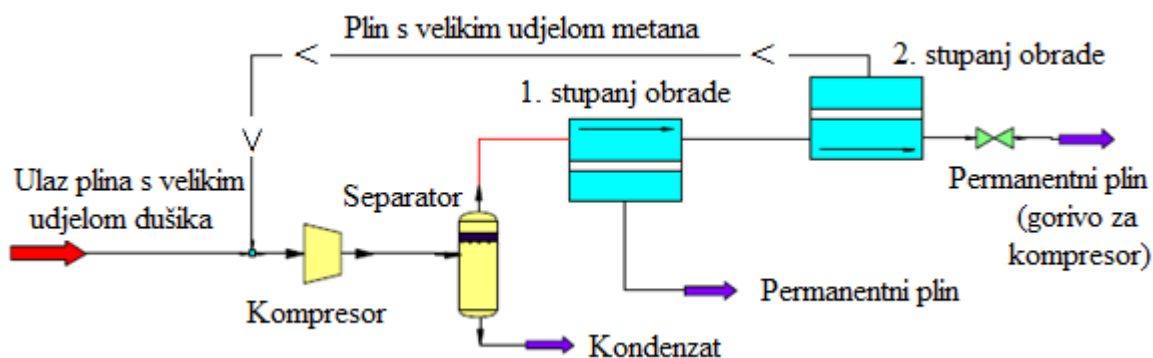 Plin s velikim udjelom metana
2. stupanj obrade
1. stupanj obrade
Ulaz plina s velikim
udjelom dušika
Separator
Permanentni plin
(gorivo za
kompresor)
Kompresor
Permanentni plin
Kondenzat